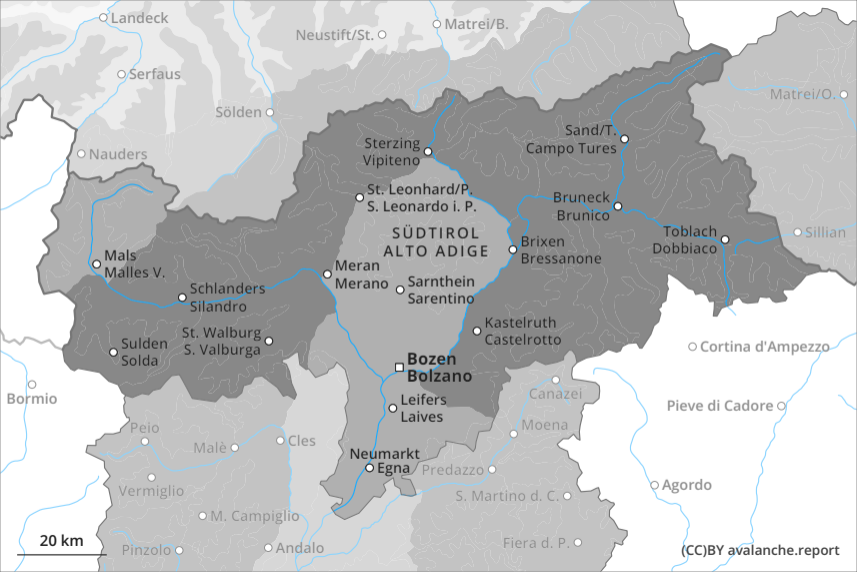 Landeck
Matrei/B.
Neustift/St.
Serfaus
Matrei/O.
Sölden
Sand/T.
Campo Tures
Sterzing
Vipiteno
Nauders
St. Leonhard/P.
S. Leonardo i. P.
Bruneck
Brunico
SÜDTIROL
ALTO ADIGE
Toblach
Dobbiaco
Sillian
Brixen
Bressanone
Mals
Malles V.
Meran
Merano
Sarnthein
Sarentino
Schlanders
Silandro
Kastelruth
Castelrotto
St. Walburg
S. Valburga
Sulden
Solda
Cortina d'Ampezzo
Bozen
Bolzano
Bormio
Canazei
Leifers
Laives
Pieve di Cadore
Peio
Moena
Malè
Cles
Neumarkt
Egna
Predazzo
Vermiglio
Agordo
S. Martino d. C.
M. Campiglio
20 km
Pinzolo
Andalo
Fiera d. P.
(CC)BY avalanche.report